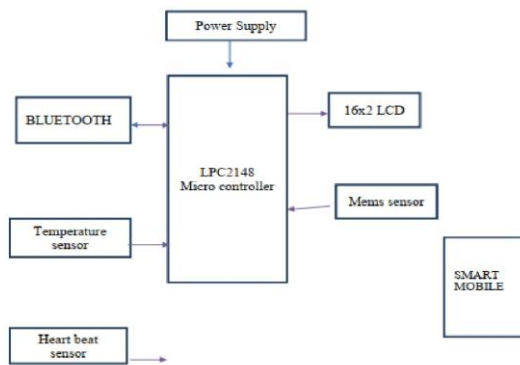 Power Supply
BLUETOOTH
16x2 LCD
LPC2148
Micro controller
Mems sensor
Temperature
sensor
SMART
MOBILE
Heart beat
sensor